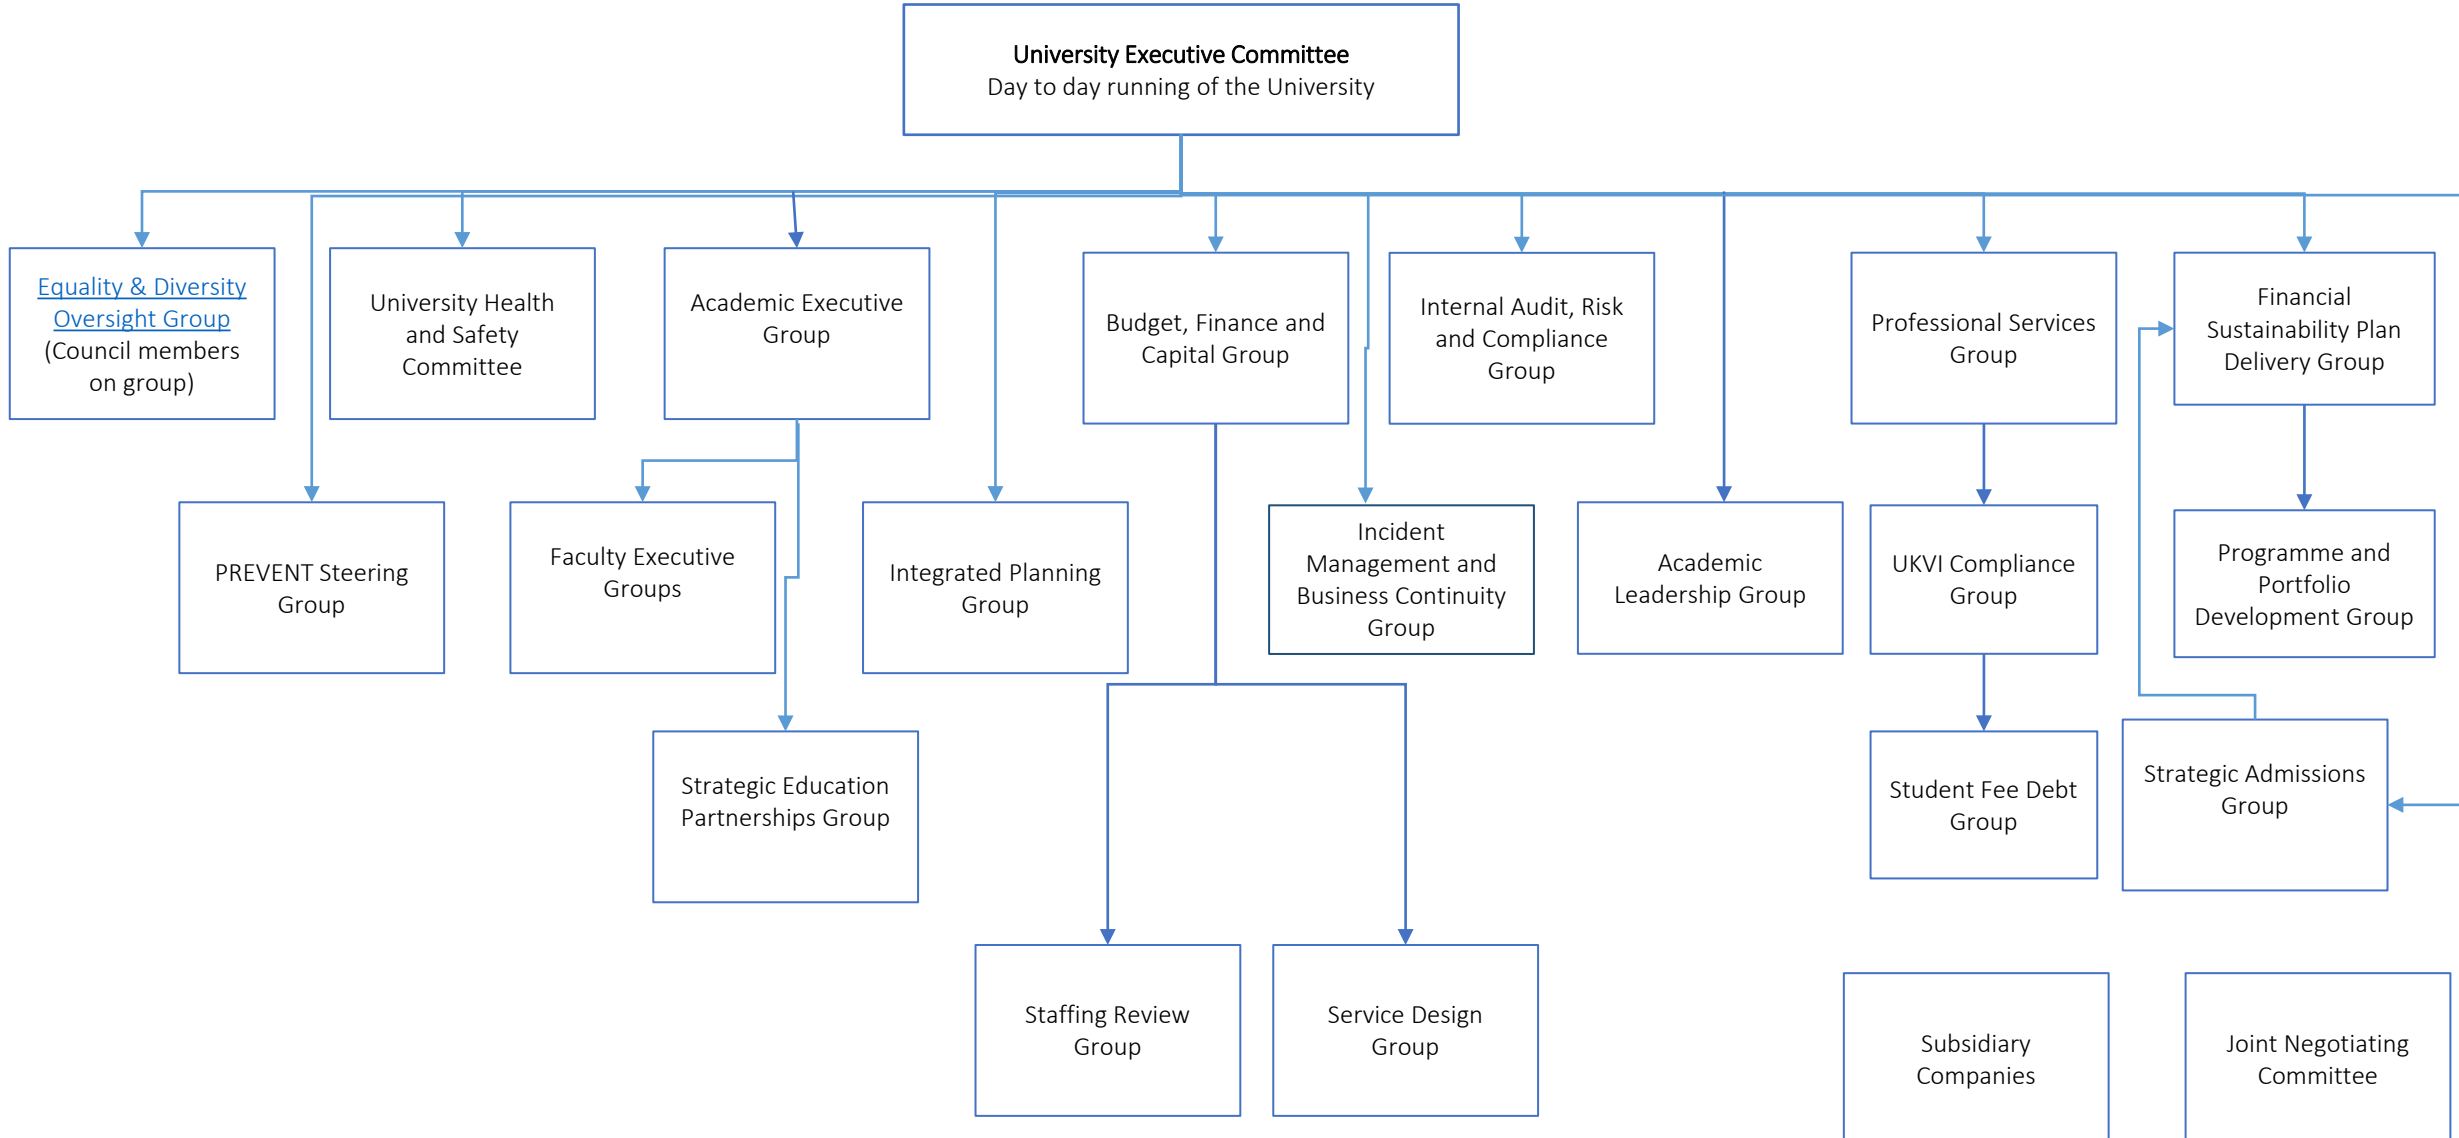 University Executive Committee
Day to day running of the University
Equality & Diversity
Oversight Group
(Council members
on group)
University Health
and Safety
Committee
Academic Executive
Group
Budget, Finance and
Capital Group
Internal Audit, Risk
and Compliance
Group
Professional Services
Group
Financial
Sustainability Plan
Delivery Group
PREVENT Steering
Group
Faculty Executive
Groups
Integrated Planning
Group
Incident
Management and
Business Continuity
Group
Academic
Leadership Group
UKVI Compliance
Group
Programme and
Portfolio
Development Group
Strategic Education
Partnerships Group
Student Fee Debt
Group
Strategic Admissions
Group
Staffing Review
Group
Service Design
Group
Subsidiary
Companies
Joint Negotiating
Committee